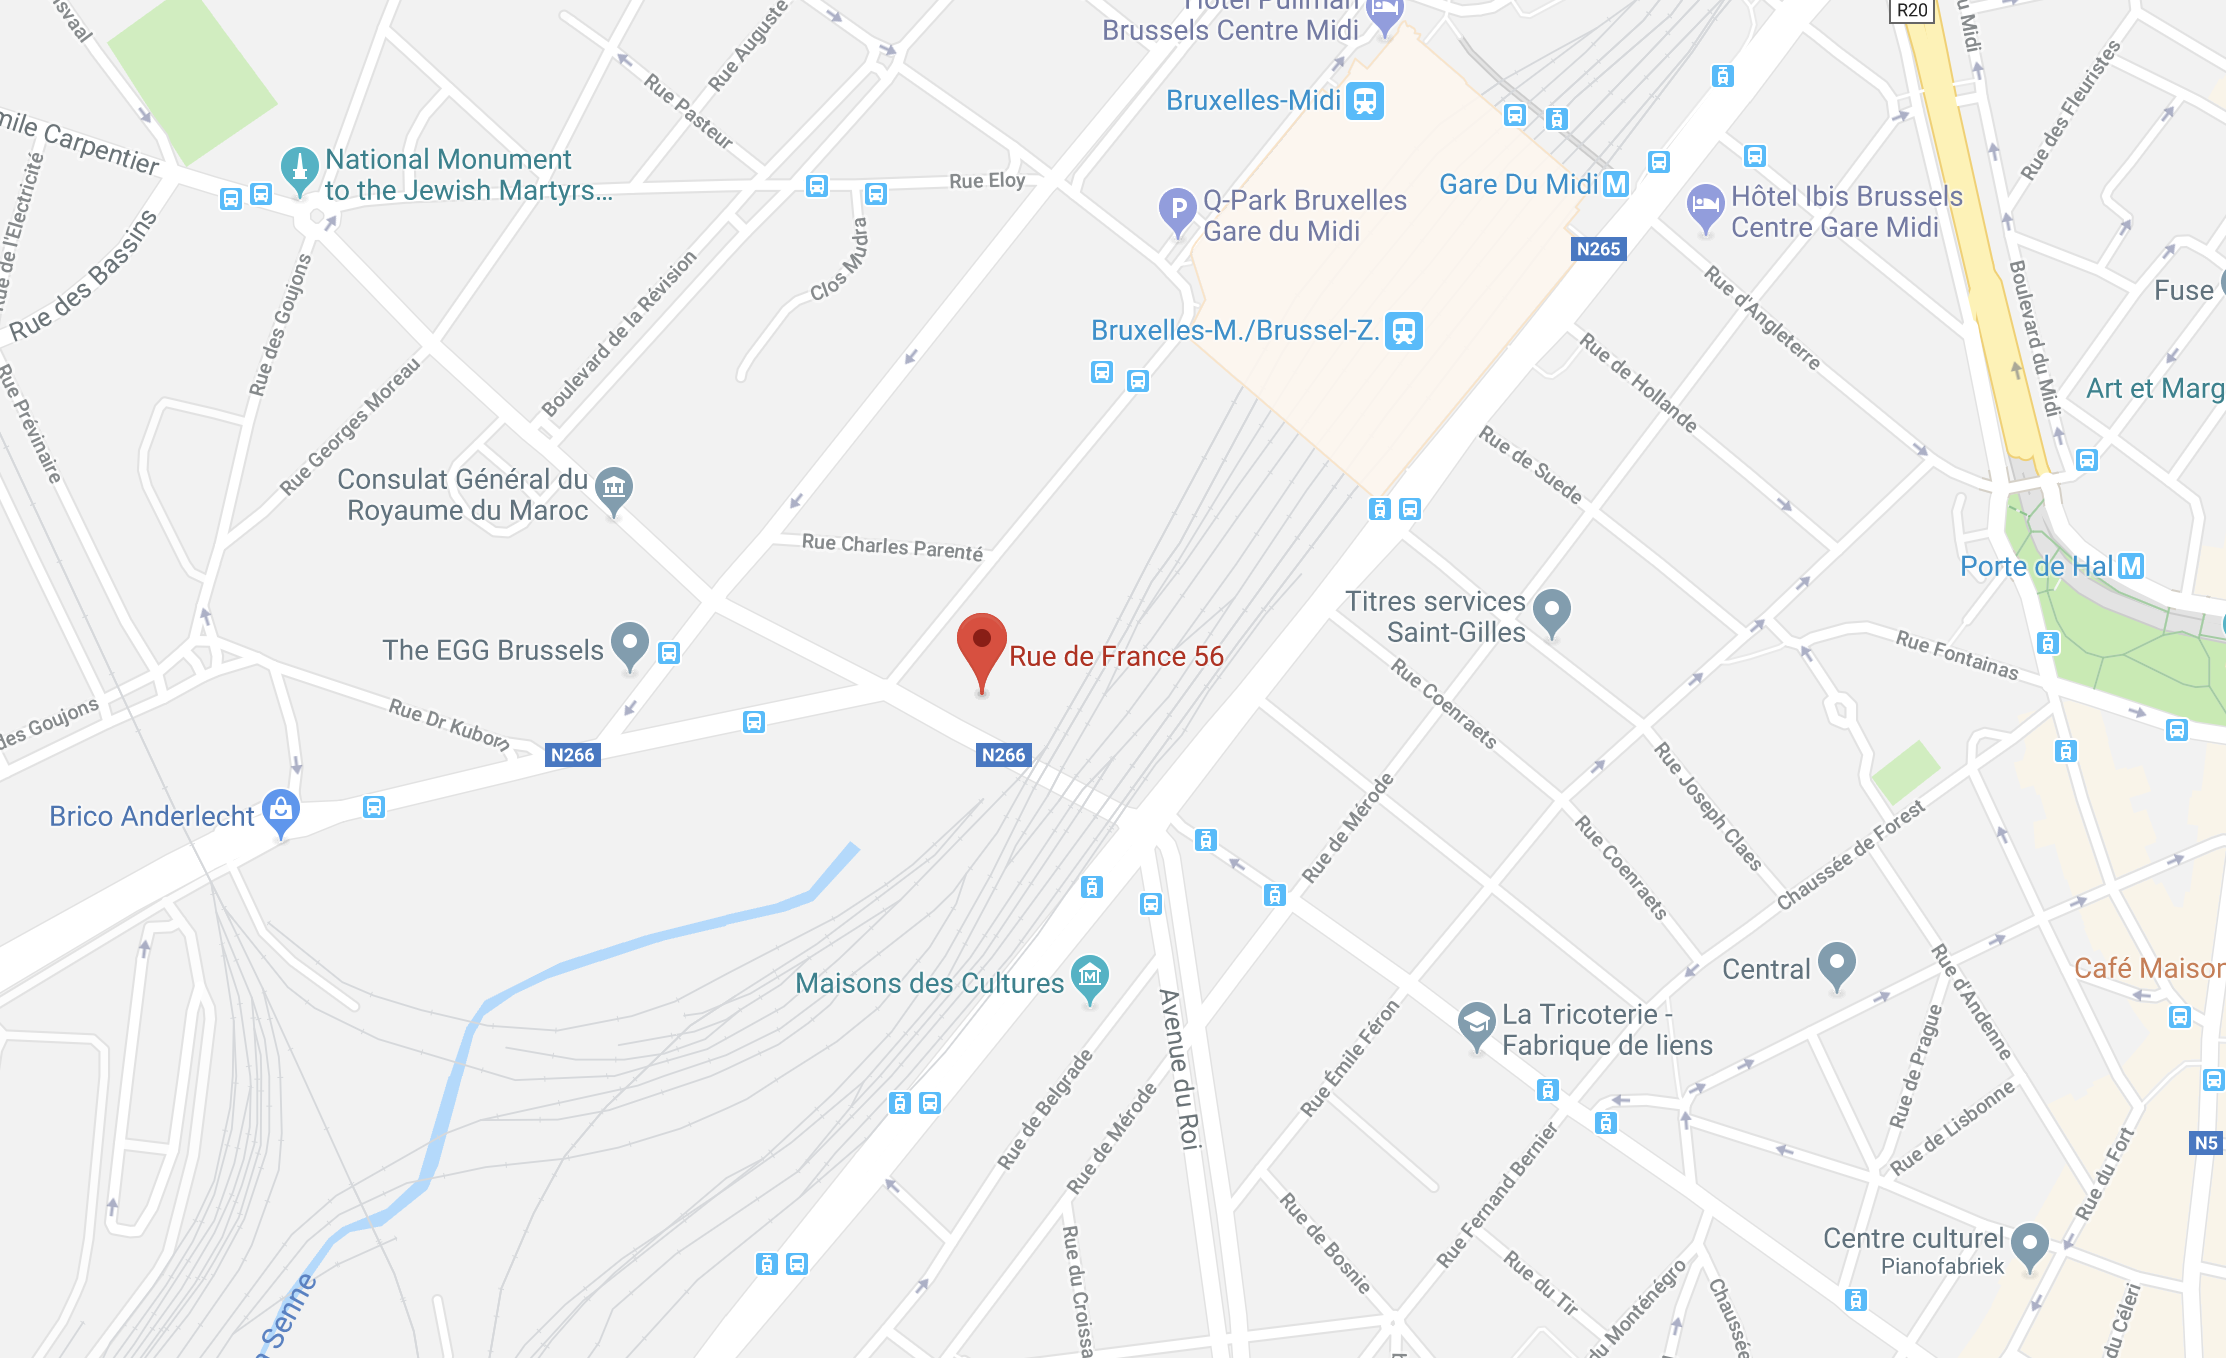 Hôtel Pullman
Brussels Centre Midi
R20
Rue Auguste
Rue Pasteur
Bruxelles-Midi
Rue des Fleuristes
National Monument
to the Jewish Martyrs...
Rue Eloy
Gare Du Midi M
Q-Park Bruxelles
Gare du Midi
P
Hôtel Ibis Brussels
Centre Gare Midi
N265
Rue des Bassins
Rue des Goujons
Clos Mudra
Boulevard de la Révision
Rue d'Angleterre
Boulevard du Midi
Fuse
Bruxelles-M./Brussel-Z.
Rue de Hollande
Rue Prévinaire
Rue Georges Moreau
Art et Marg
Rue de Suede
Consulat Général du
Royaume du Maroc
Rue Charles Parenté
Porte de Hal M
Titres services
Saint-Gilles
The EGG Brussels
Rue de France 56
Rue Fontainas
Rue Coenraets
des Goujons
Rue Dr Kuborn
N266
N266
Rue Joseph Claes
Rue de Mérode
Brico Anderlecht
Rue Coenraets
Chaussée de Forest
Maisons des Cultures
M
Central
Rue d'Andenne
Café Maison
Avenue du Roi
La Tricoterie -
Fabrique de liens
Rue Émile Féron
Rue de Prague
Rue de Belgrade
Rue de Mérode
Rue de Lisbonne
Rue Fernand Bernier
Rue du Fort
N5
Rue de Bosnie
Rue du Tir
Centre culturel
Pianofabriek
Rue du Croissa
du Monténégro
Chaussée
du Céleri
Senne
mile Carpentier
ue de l'Electricité
du Midi